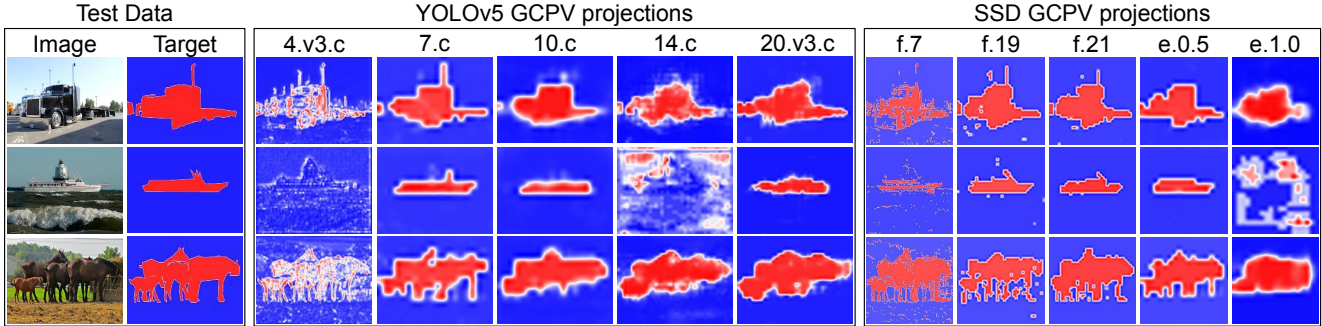 Test Data YOLOv5 GCPV projections SSD GCPV projections
Image Target 4.v3.c 7.c 10.c 14.c 20.v3.c f.7 f.19 f.21 e.0.5 e.1.0